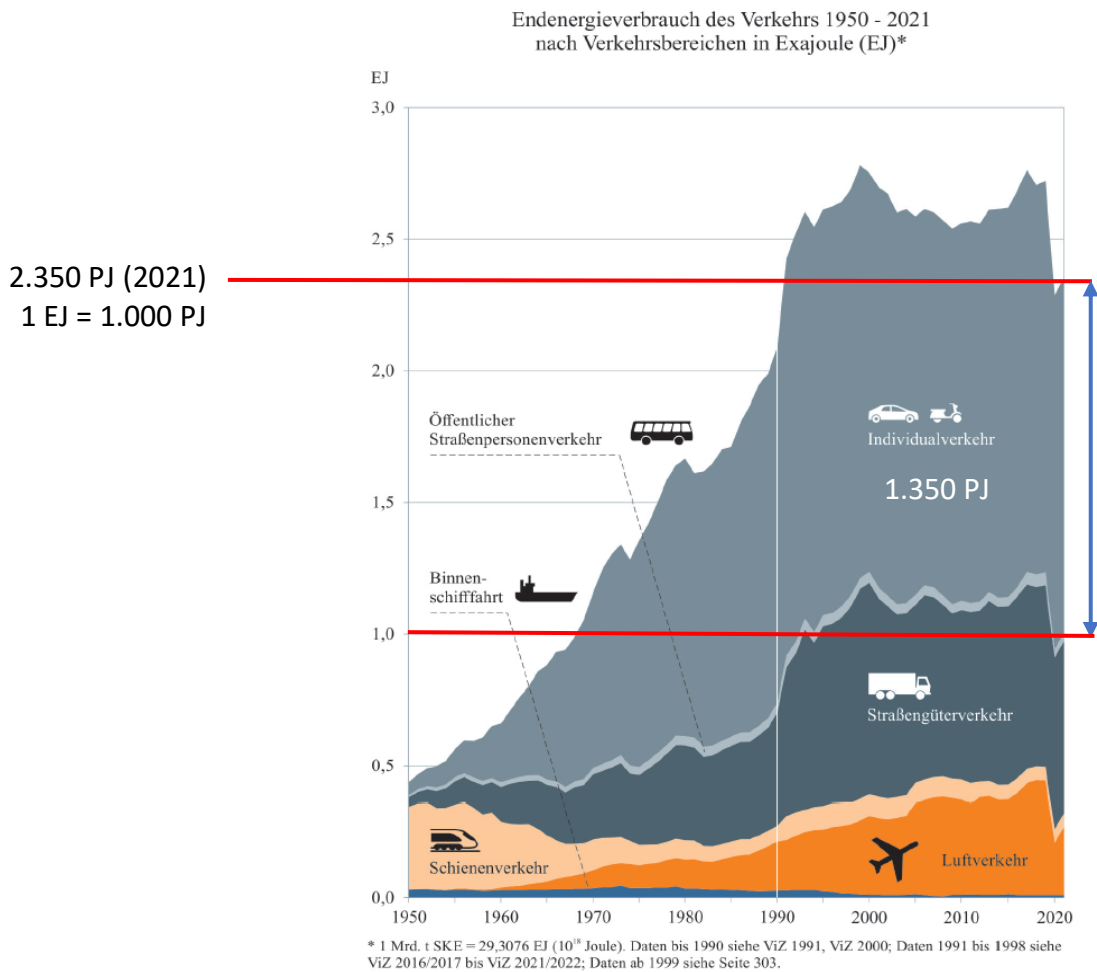 Endenergieverbrauch des Verkehrs 1950 - 2021
nach Verkehrsbereichen in Exajoule (EJ)*
EJ
3,0
2,5
2.350 PJ (2021)
1 EJ = 1.000 PJ
2,0
Öffentlicher
Straßenpersonenverkehr
Individualverkehr
1.350 PJ
1,5
Binnen-
schifffahrt
1,0
Straßengüterverkehr
0,5
Schienenverkehr
Luftverkehr
0,0
1950 1960 1970 1980 1990 2000 2010 2020
* 1 Mrd. t SKE = 29,3076 EJ (10¹⁸ Joule). Daten bis 1990 siehe ViZ 1991, ViZ 2000; Daten 1991 bis 1998 siehe
ViZ 2016/2017 bis ViZ 2021/2022; Daten ab 1999 siehe Seite 303.